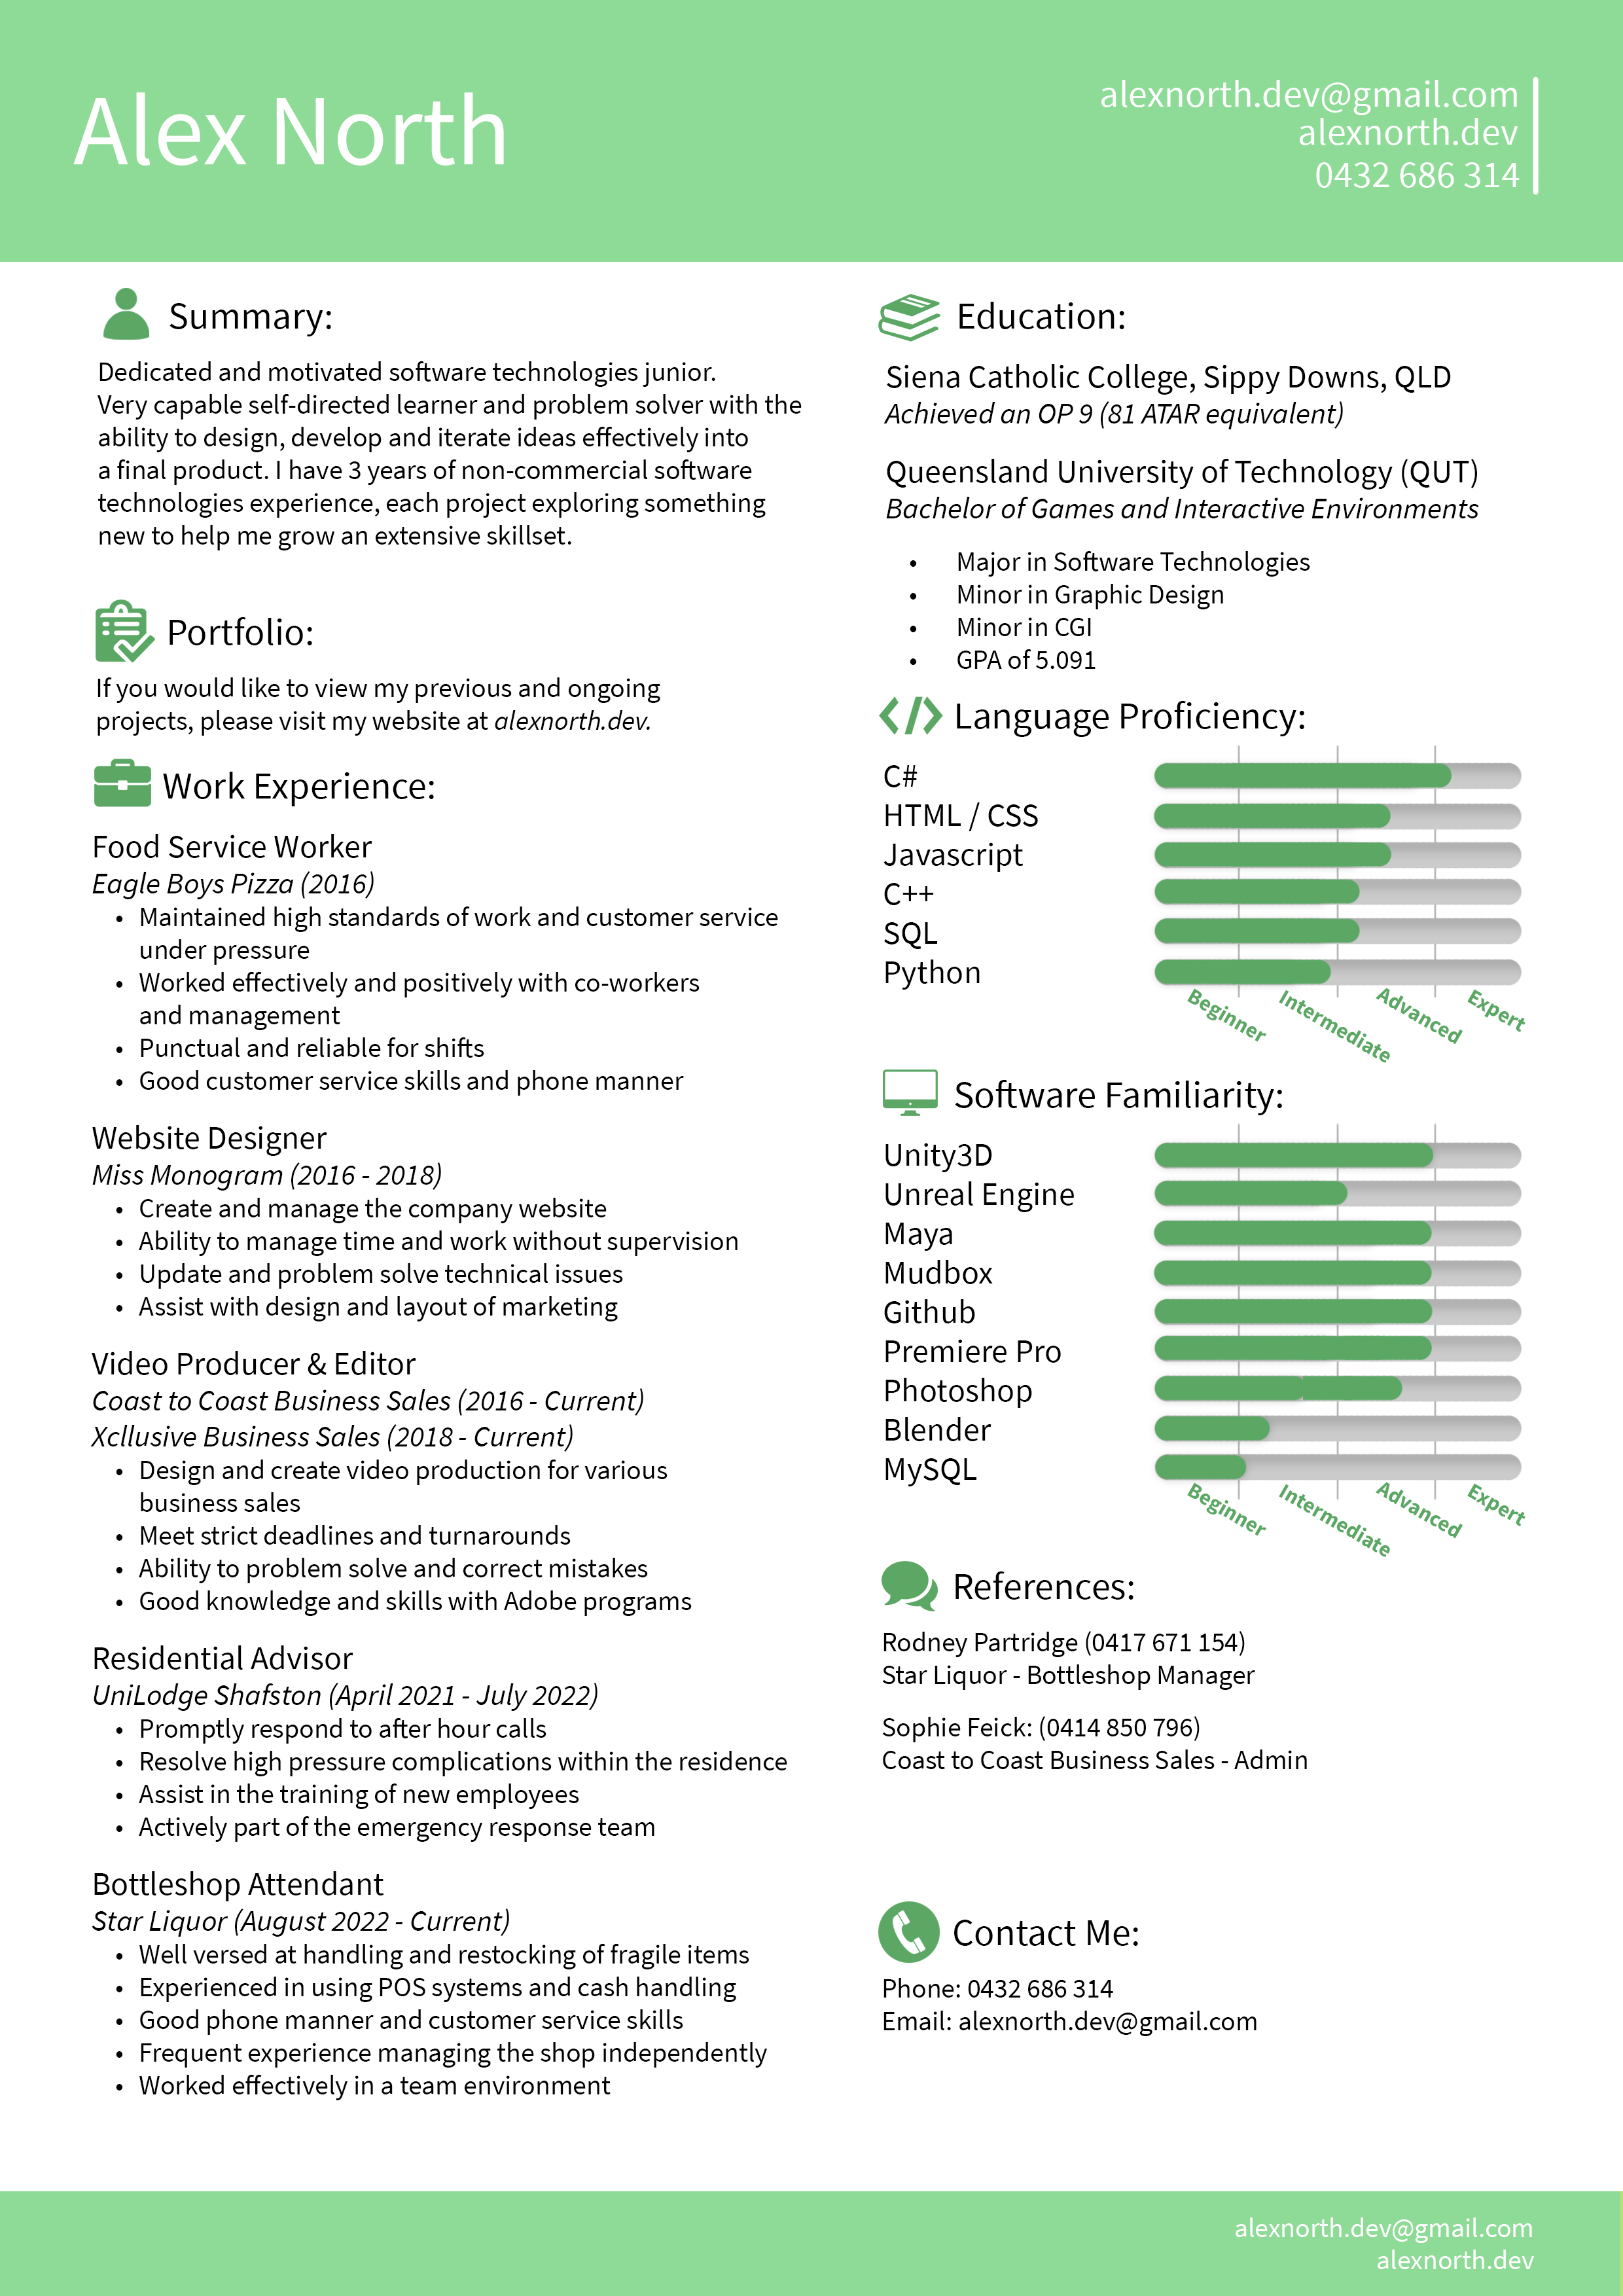 Alex North
alexnorth.dev@gmail.com
alexnorth.dev
0432 686 314
Summary:
Dedicated and motivated software technologies junior.
Very capable self-directed learner and problem solver with the
ability to design, develop and iterate ideas effectively into
a final product. I have 3 years of non-commercial software
technologies experience, each project exploring something
new to help me grow an extensive skillset.
Portfolio:
If you would like to view my previous and ongoing
projects, please visit my website at alexnorth.dev.
Work Experience:
Food Service Worker
Eagle Boys Pizza (2016)
• Maintained high standards of work and customer service
under pressure
• Worked effectively and positively with co-workers
and management
• Punctual and reliable for shifts
• Good customer service skills and phone manner
Website Designer
Miss Monogram (2016 - 2018)
• Create and manage the company website
• Ability to manage time and work without supervision
• Update and problem solve technical issues
• Assist with design and layout of marketing
Video Producer & Editor
Coast to Coast Business Sales (2016 - Current)
Xcllusive Business Sales (2018 - Current)
• Design and create video production for various
business sales
• Meet strict deadlines and turnarounds
• Ability to problem solve and correct mistakes
• Good knowledge and skills with Adobe programs
Residential Advisor
UniLodge Shafston (April 2021 - July 2022)
• Promptly respond to after hour calls
• Resolve high pressure complications within the residence
• Assist in the training of new employees
• Actively part of the emergency response team
Bottleshop Attendant
Star Liquor (August 2022 - Current)
• Well versed at handling and restocking of fragile items
• Experienced in using POS systems and cash handling
• Good phone manner and customer service skills
• Frequent experience managing the shop independently
• Worked effectively in a team environment
Education:
Siena Catholic College, Sippy Downs, QLD
Achieved an OP 9 (81 ATAR equivalent)
Queensland University of Technology (QUT)
Bachelor of Games and Interactive Environments
• Major in Software Technologies
• Minor in Graphic Design
• Minor in CGI
• GPA of 5.091
</> Language Proficiency:
C#
HTML / CSS
Javascript
C++
SQL
Python
Beginner Intermediate Advanced Expert
Software Familiarity:
Unity3D
Unreal Engine
Maya
Mudbox
Github
Premiere Pro
Photoshop
Blender
MySQL
Beginner Intermediate Advanced Expert
References:
Rodney Partridge (0417 671 154)
Star Liquor - Bottleshop Manager
Sophie Feick: (0414 850 796)
Coast to Coast Business Sales - Admin
Contact Me:
Phone: 0432 686 314
Email: alexnorth.dev@gmail.com
alexnorth.dev@gmail.com
alexnorth.dev